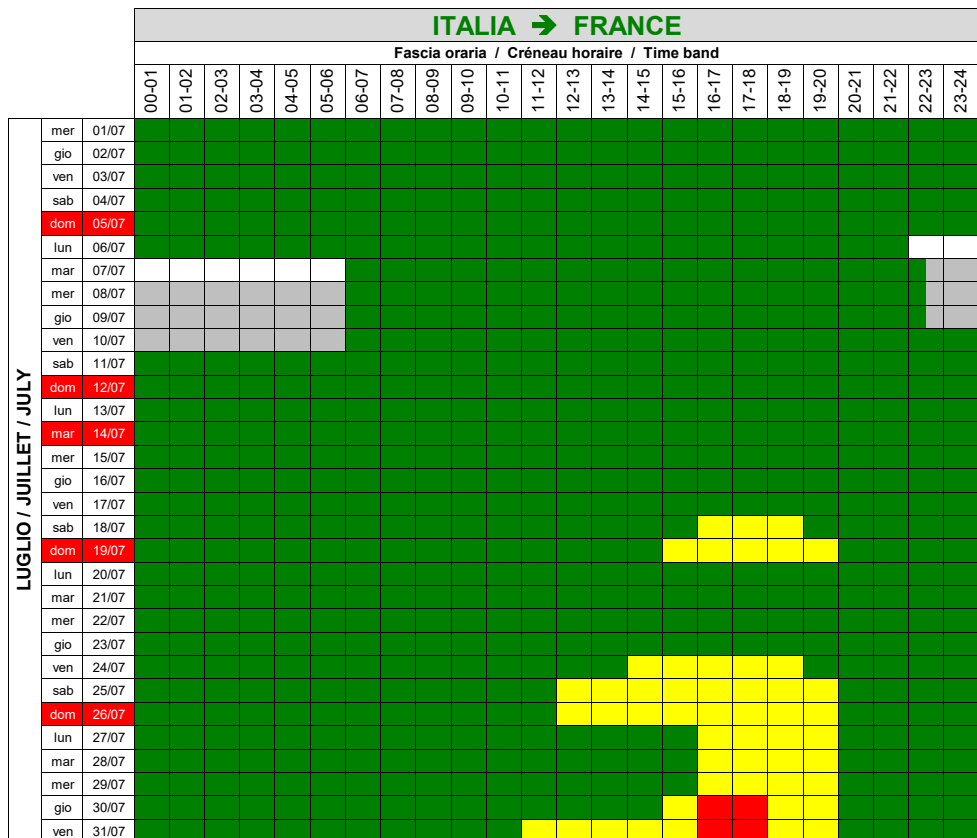 ITALIA ➔ FRANCE
Fascia oraria / Créneau horaire / Time band
00-01 01-02 02-03 03-04 04-05 05-06 06-07 07-08 08-09 09-10 10-11 11-12 12-13 13-14 14-15 15-16 16-17 17-18 18-19 19-20 20-21 21-22 22-23 23-24
LUGLIO / JUILLET / JULY
mer 01/07
gio 02/07
ven 03/07
sab 04/07
dom 05/07
lun 06/07
mar 07/07
mer 08/07
gio 09/07
ven 10/07
sab 11/07
dom 12/07
lun 13/07
mar 14/07
mer 15/07
gio 16/07
ven 17/07
sab 18/07
dom 19/07
lun 20/07
mar 21/07
mer 22/07
gio 23/07
ven 24/07
sab 25/07
dom 26/07
lun 27/07
mar 28/07
mer 29/07
gio 30/07
ven 31/07